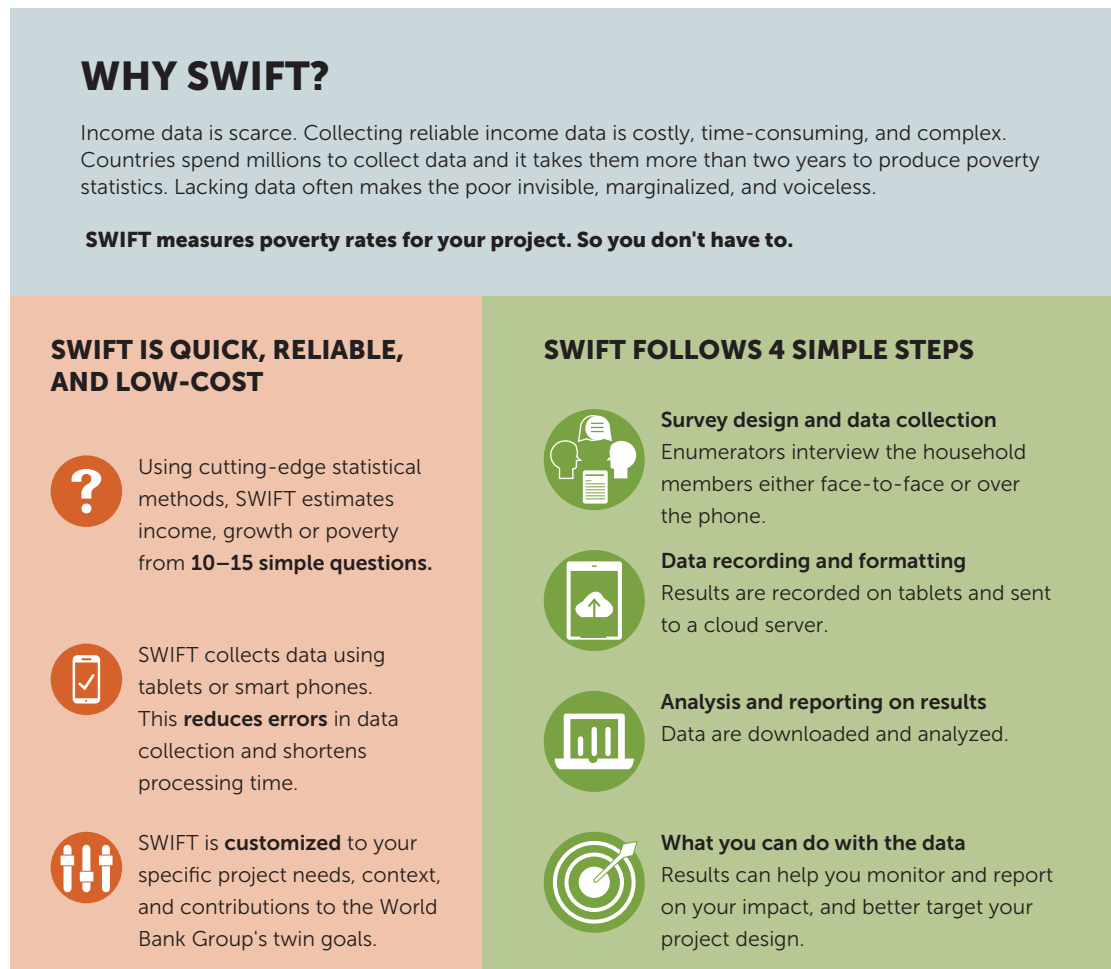 WHY SWIFT?
Income data is scarce. Collecting reliable income data is costly, time-consuming, and complex.
Countries spend millions to collect data and it takes them more than two years to produce poverty
statistics. Lacking data often makes the poor invisible, marginalized, and voiceless.
SWIFT measures poverty rates for your project. So you don't have to.
SWIFT IS QUICK, RELIABLE,
AND LOW-COST
Using cutting-edge statistical
methods, SWIFT estimates
income, growth or poverty
from 10–15 simple questions.
SWIFT collects data using
tablets or smart phones.
This reduces errors in data
collection and shortens
processing time.
SWIFT is customized to your
specific project needs, context,
and contributions to the World
Bank Group's twin goals.
SWIFT FOLLOWS 4 SIMPLE STEPS
Survey design and data collection
Enumerators interview the household
members either face-to-face or over
the phone.
Data recording and formatting
Results are recorded on tablets and sent
to a cloud server.
Analysis and reporting on results
Data are downloaded and analyzed.
What you can do with the data
Results can help you monitor and report
on your impact, and better target your
project design.